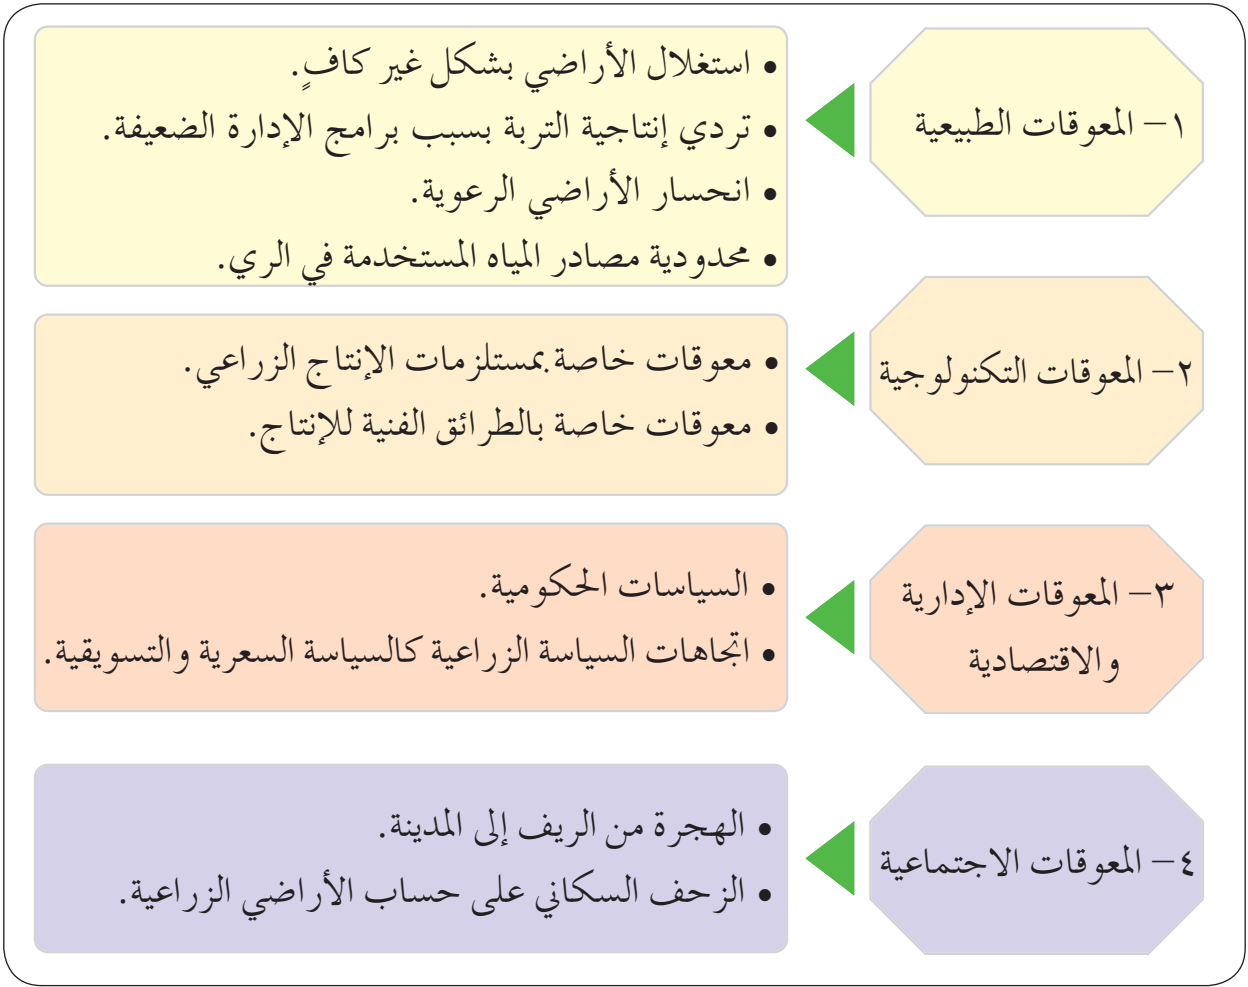 ١– المعوقات الطبيعية
• استغلال الأراضي بشكل غير كافٍ.
• تردي إنتاجية التربة بسبب برامج الإدارة الضعيفة.
• انحسار الأراضي الرعوية.
• محدودية مصادر المياه المستخدمة في الري.
٢– المعوقات التكنولوجية
• معوقات خاصة بمستلزمات الإنتاج الزراعي.
• معوقات خاصة بالطرائق الفنية للإنتاج.
٣– المعوقات الإدارية
والاقتصادية
• السياسات الحكومية.
• اتجاهات السياسة الزراعية كالسياسة السعرية والتسويقية.
٤– المعوقات الاجتماعية
• الهجرة من الريف إلى المدينة.
• الزحف السكاني على حساب الأراضي الزراعية.